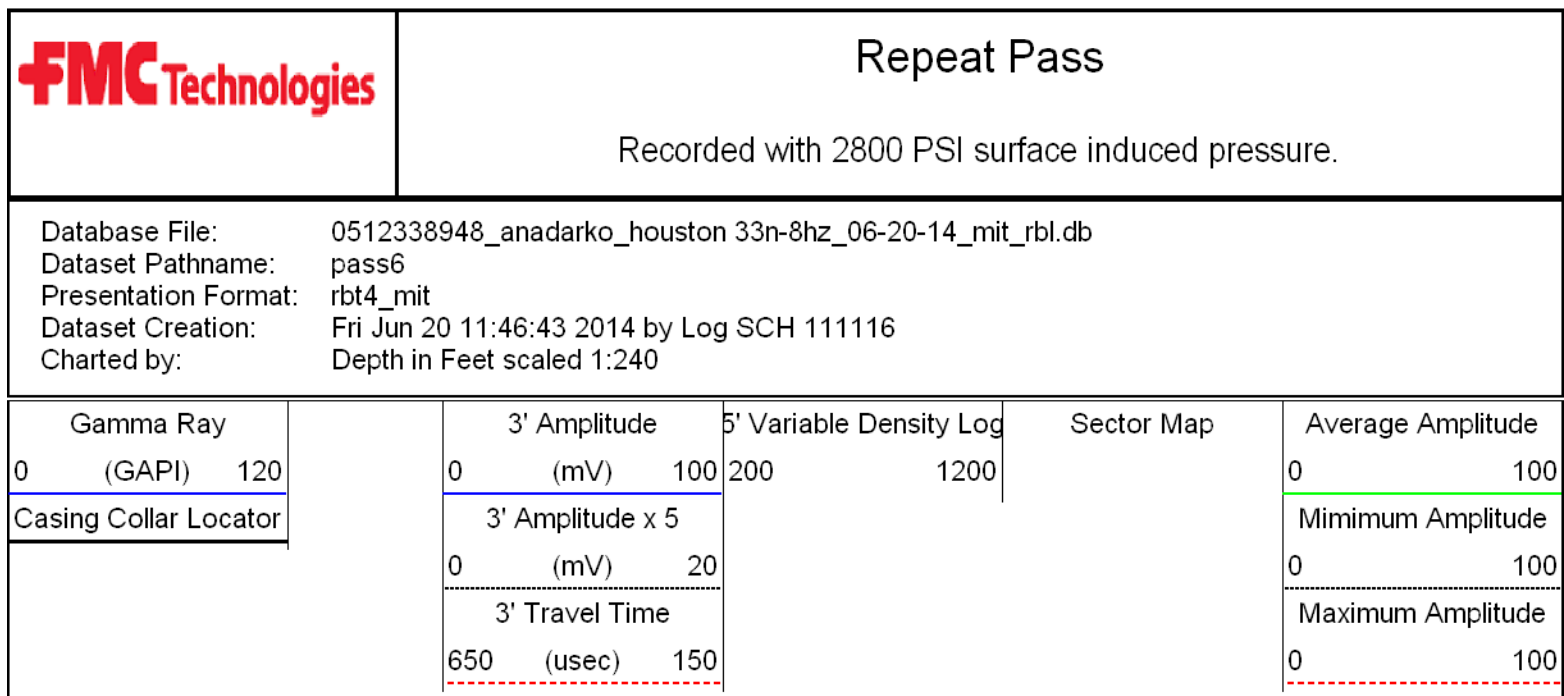 FMC Technologies
Repeat Pass
Recorded with 2800 PSI surface induced pressure.
Database File: 0512338948_anadarko_houston 33n-8hz_06-20-14_mit_rbl.db
Dataset Pathname: pass6
Presentation Format: rbt4_mit
Dataset Creation: Fri Jun 20 11:46:43 2014 by Log SCH 111116
Charted by: Depth in Feet scaled 1:240
Gamma Ray 3' Amplitude 5' Variable Density Log Sector Map Average Amplitude
0 (GAPI) 120 0 (mV) 100 200 1200 0 100
Casing Collar Locator 3' Amplitude x 5 Mimimum Amplitude
0 (mV) 20 0 100
3' Travel Time Maximum Amplitude
650 (usec) 150 0 100